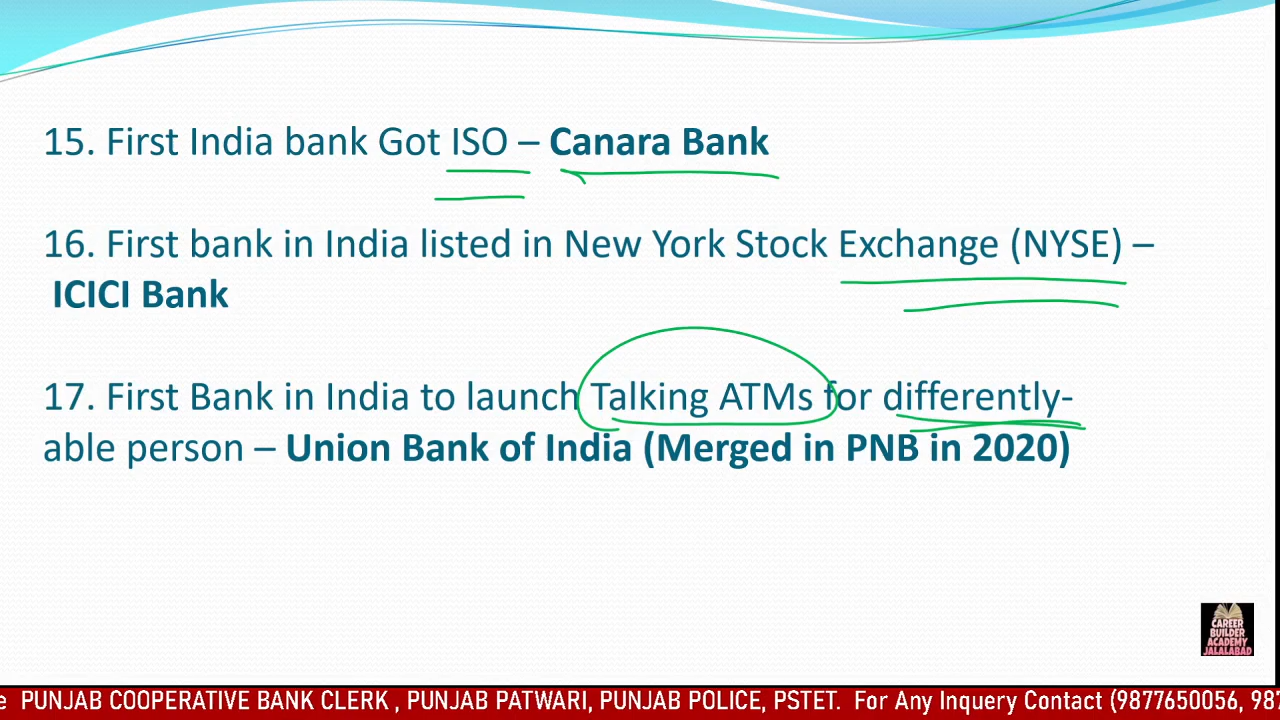 15. First India bank Got ISO – Canara Bank
16. First bank in India listed in New York Stock Exchange (NYSE) –
ICICI Bank
17. First Bank in India to launch Talking ATMs for differently-
able person – Union Bank of India (Merged in PNB in 2020)
CAREER
BUILDER
ACADEMY
JALALABAD
e PUNJAB COOPERATIVE BANK CLERK , PUNJAB PATWARI, PUNJAB POLICE, PSTET. For Any Inquery Contact (9877650056, 987